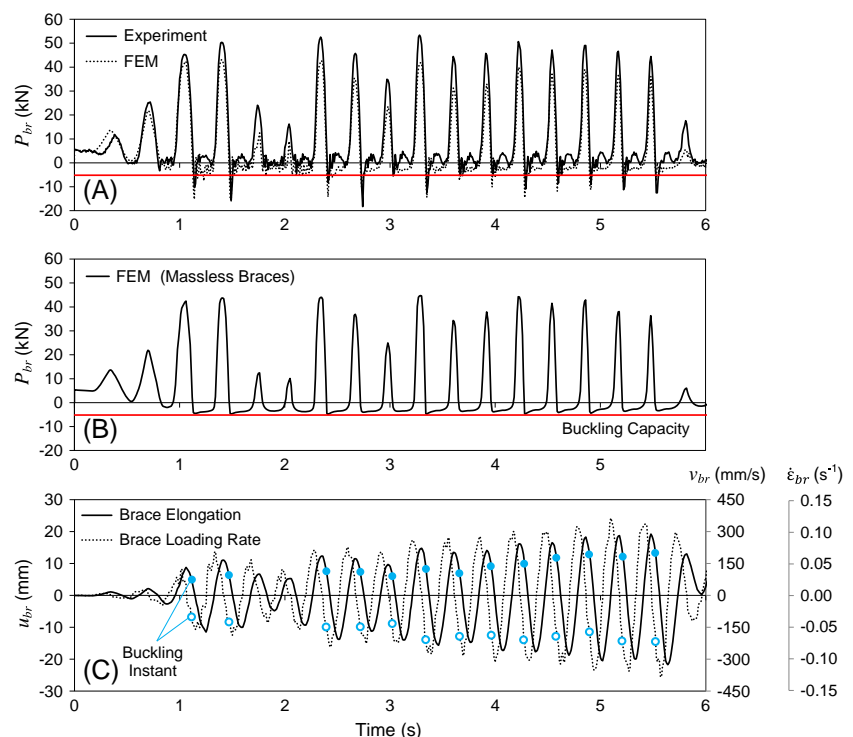 60
50
40
30
20
10
0
-10
-20
P_br (kN)
Experiment
FEM
(A)
0 1 2 3 4 5 6
60
50
40
30
20
10
0
-10
-20
P_br (kN)
FEM (Massless Braces)
(B)
Buckling Capacity
0 1 2 3 4 5 6
v_br (mm/s)
ε̇_br (s⁻¹)
30
20
10
0
-10
-20
-30
u_br (mm)
Brace Elongation
Brace Loading Rate
Buckling
Instant
(C)
450
300
150
0
-150
-300
-450
0.15
0.10
0.05
0.00
-0.05
-0.10
-0.15
0 1 2 3 4 5 6
Time (s)